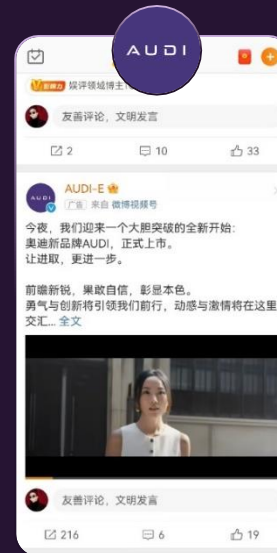 AUDI
娱评领域博主
友善评论，文明发言
2
10
33
AUDI
AUDI-E
广告 来自 微博视频号
今夜，我们迎来一个大胆突破的全新开始：
奥迪新品牌AUDI，正式上市。
让进取，更进一步。
前瞻新锐，果敢自信，彰显本色。
勇气与创新将引领我们前行，动感与激情将在这里
交汇... 全文
友善评论，文明发言
216
6
19